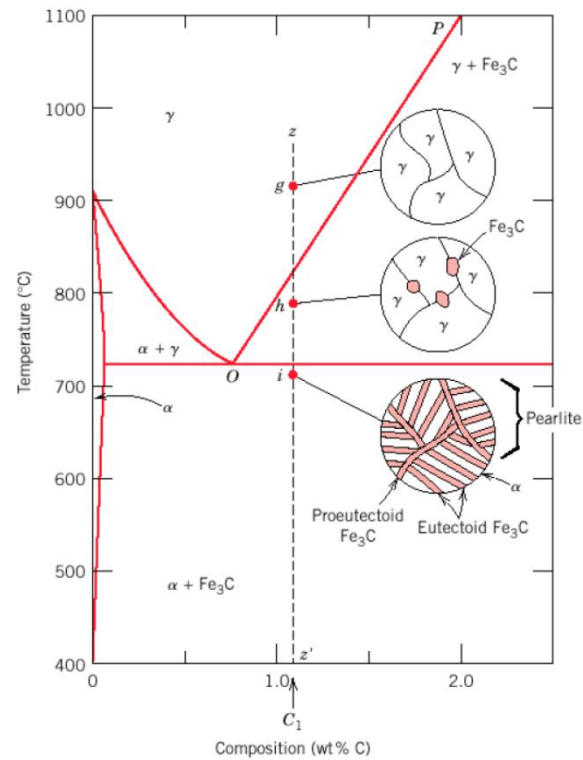 1100
P
γ + Fe₃C
1000
γ
z
γ
γ
γ
γ
g
900
Fe₃C
γ
γ
γ
γ
800
h
α + γ
O
i
700
α
Pearlite
α
600
Proeutectoid
Fe₃C
Eutectoid Fe₃C
500
α + Fe₃C
z'
400
0
1.0
2.0
C₁
Composition (wt% C)
Temperature (°C)